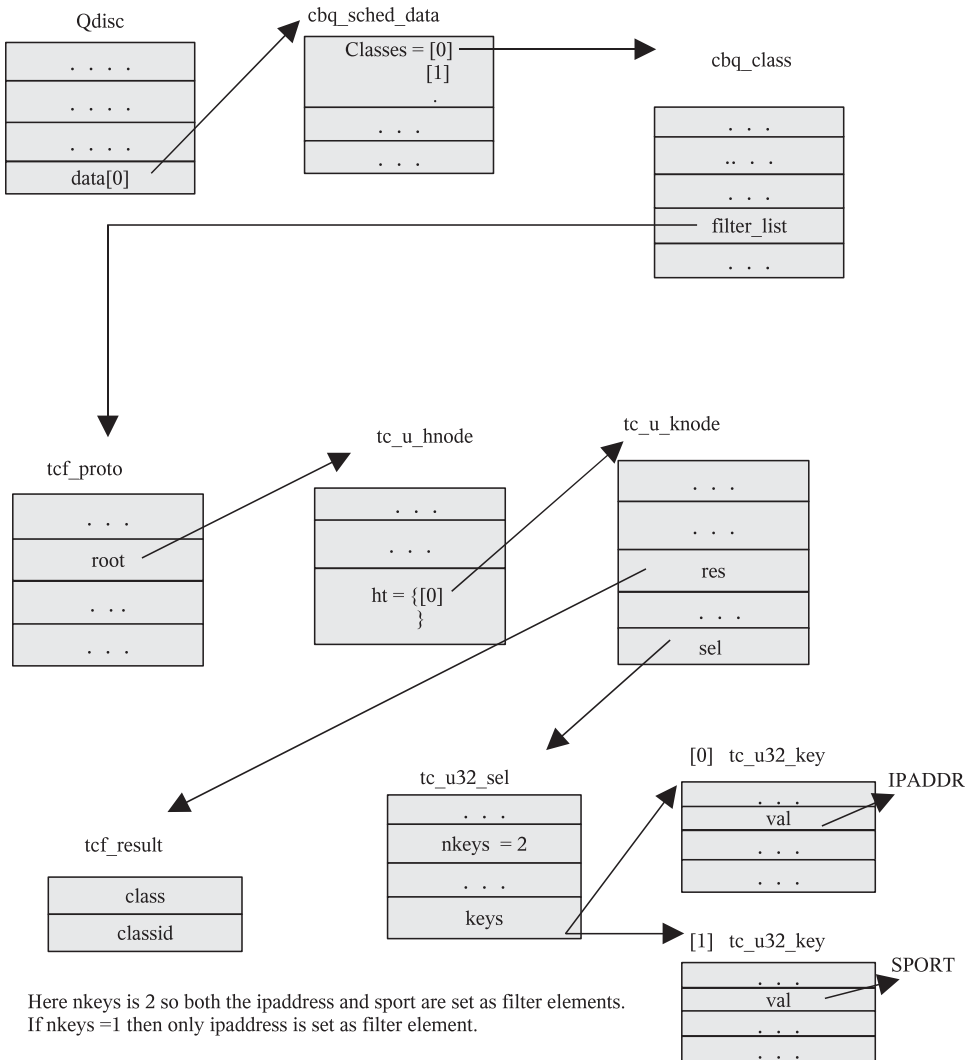 Qdisc
. . . .
. . . .
. . . .
data[0]
cbq_sched_data
Classes = [0]
[1]
.
. . .
. . .
cbq_class
. . .
.. . .
. . .
filter_list
. . .
tcf_proto
. . .
root
. . .
. . .
tc_u_hnode
. . .
. . .
ht = {[0]
}
tc_u_knode
. . .
. . .
res
. . .
sel
tcf_result
class
classid
tc_u32_sel
. . .
nkeys = 2
. . .
keys
[0] tc_u32_key
. . .
val
. . .
. . .
IPADDR
[1] tc_u32_key
. . .
val
. . .
. . .
SPORT
Here nkeys is 2 so both the ipaddress and sport are set as filter elements.
If nkeys =1 then only ipaddress is set as filter element.